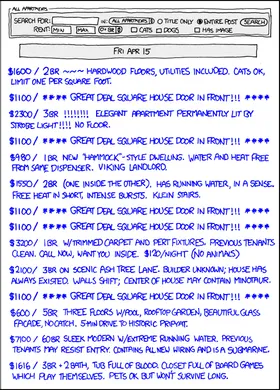 ALL APARTMENTS
SEARCH FOR: IN: ALL APARTMENTS TITLE ONLY ENTIRE POST SEARCH
RENT: MIN MAX 0+ BR CATS DOGS HAS IMAGE
FRI APR 15
$1600 / 2BR ~~~ HARDWOOD FLOORS, UTILITIES INCLUDED. CATS OK,
LIMIT ONE PER SQUARE FOOT.
$1100 / **** GREAT DEAL SQUARE HOUSE DOOR IN FRONT!!! ****
$2300 / 3BR !!!!!!!! ELEGANT APARTMENT PERMANENTLY LIT BY
STROBE LIGHT!!!! NO FLOOR.
$1100 / **** GREAT DEAL SQUARE HOUSE DOOR IN FRONT!!! ****
$980 / 1BR NEW "HAMMOCK"-STYLE DWELLING. WATER AND HEAT FREE
FROM SAME DISPENSER. VIKING LANDLORD.
$1550 / 2BR (ONE INSIDE THE OTHER). HAS RUNNING WATER, IN A SENSE.
FREE HEAT IN SHORT, INTENSE BURSTS. KLEIN STAIRS.
$1100 / **** GREAT DEAL SQUARE HOUSE DOOR IN FRONT!!! ****
$1100 / **** GREAT DEAL SQUARE HOUSE DOOR IN FRONT!!! ****
$3200 / 1BR W/TRIMMED CARPET AND PERT FIXTURES. PREVIOUS TENANTS
CLEAN. CALL NOW, WANT YOU INSIDE. $120/NIGHT (NO ANIMALS)
$2100 / 3BR ON SCENIC ASH TREE LANE. BUILDER UNKNOWN; HOUSE HAS
ALWAYS EXISTED. WALLS SHIFT; CENTER OF HOUSE MAY CONTAIN MINOTAUR.
$1100 / **** GREAT DEAL SQUARE HOUSE DOOR IN FRONT!!! ****
$600 / 5BR THREE FLOORS W/POOL, ROOFTOP GARDEN, BEAUTIFUL GLASS
FACADE, NO CATCH. 5 MIN DRIVE TO HISTORIC PRIPYAT.
$7100 / 60BR SLEEK MODERN W/EXTREME RUNNING WATER. PREVIOUS
TENANTS MAY RESIST ENTRY. CONTAINS ALL NEW WIRING AND IS A SUBMARINE.
$1616 / 3BR + 2BATH, TUB FULL OF BLOOD. CLOSET FULL OF BOARD GAMES
WHICH PLAY THEMSELVES. PETS OK BUT WON'T SURVIVE LONG.